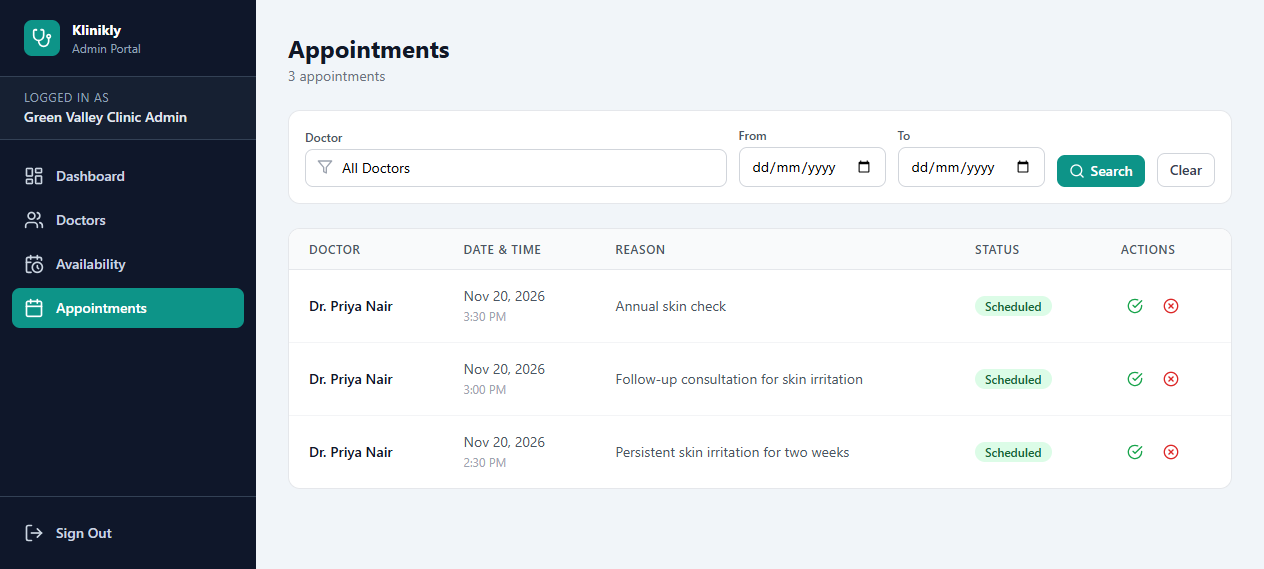 Klinikly
Admin Portal
LOGGED IN AS
Green Valley Clinic Admin
Dashboard
Doctors
Availability
Appointments
Sign Out
Appointments
3 appointments
Doctor
All Doctors
From
dd/mm/yyyy
To
dd/mm/yyyy
Search
Clear
DOCTOR DATE & TIME REASON STATUS ACTIONS
Dr. Priya Nair Nov 20, 2026 3:30 PM Annual skin check Scheduled
Dr. Priya Nair Nov 20, 2026 3:00 PM Follow-up consultation for skin irritation Scheduled
Dr. Priya Nair Nov 20, 2026 2:30 PM Persistent skin irritation for two weeks Scheduled